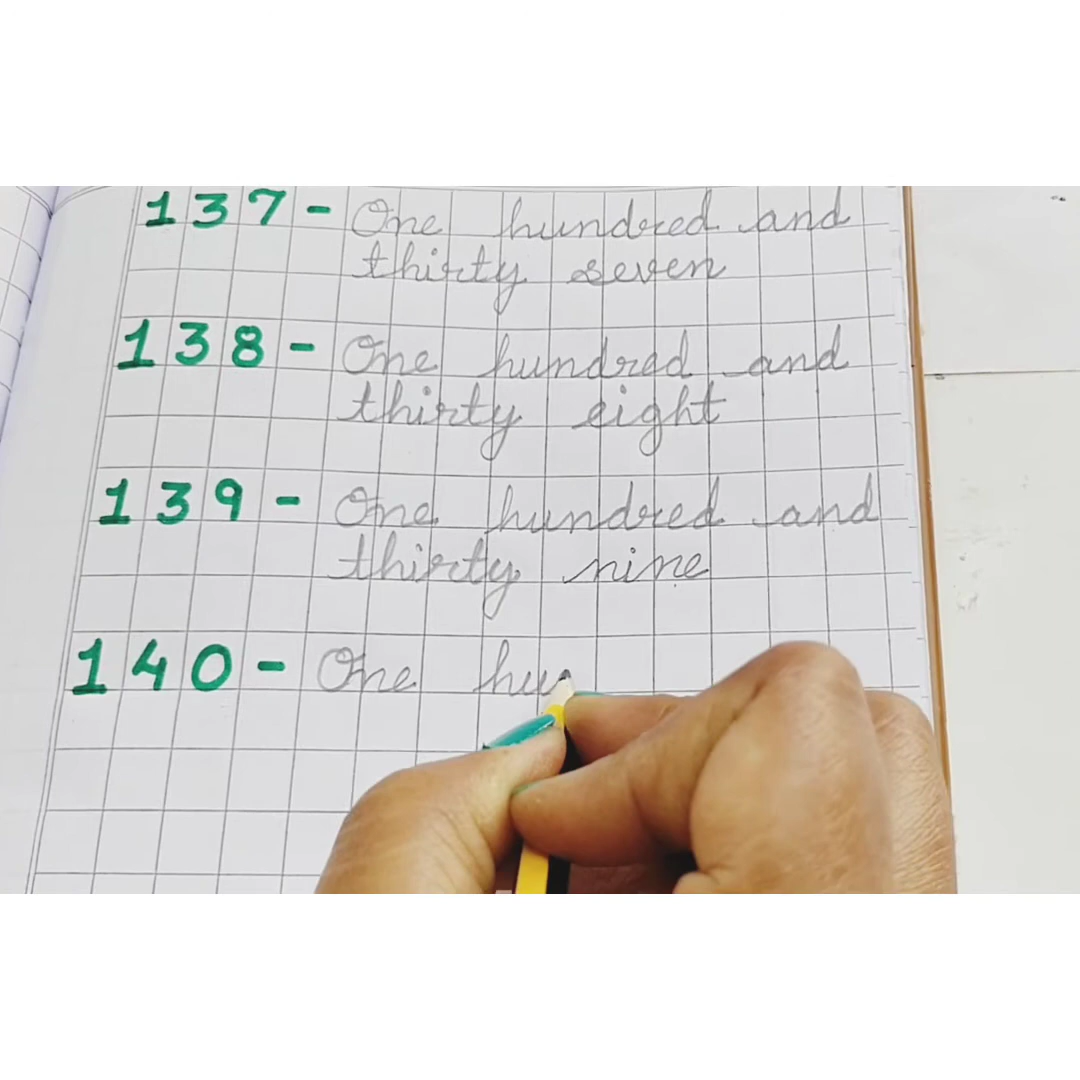 137 - One hundred and
thirty seven
138 - One hundred and
thirty eight
139 - One hundred and
thirty nine
140 - One hu